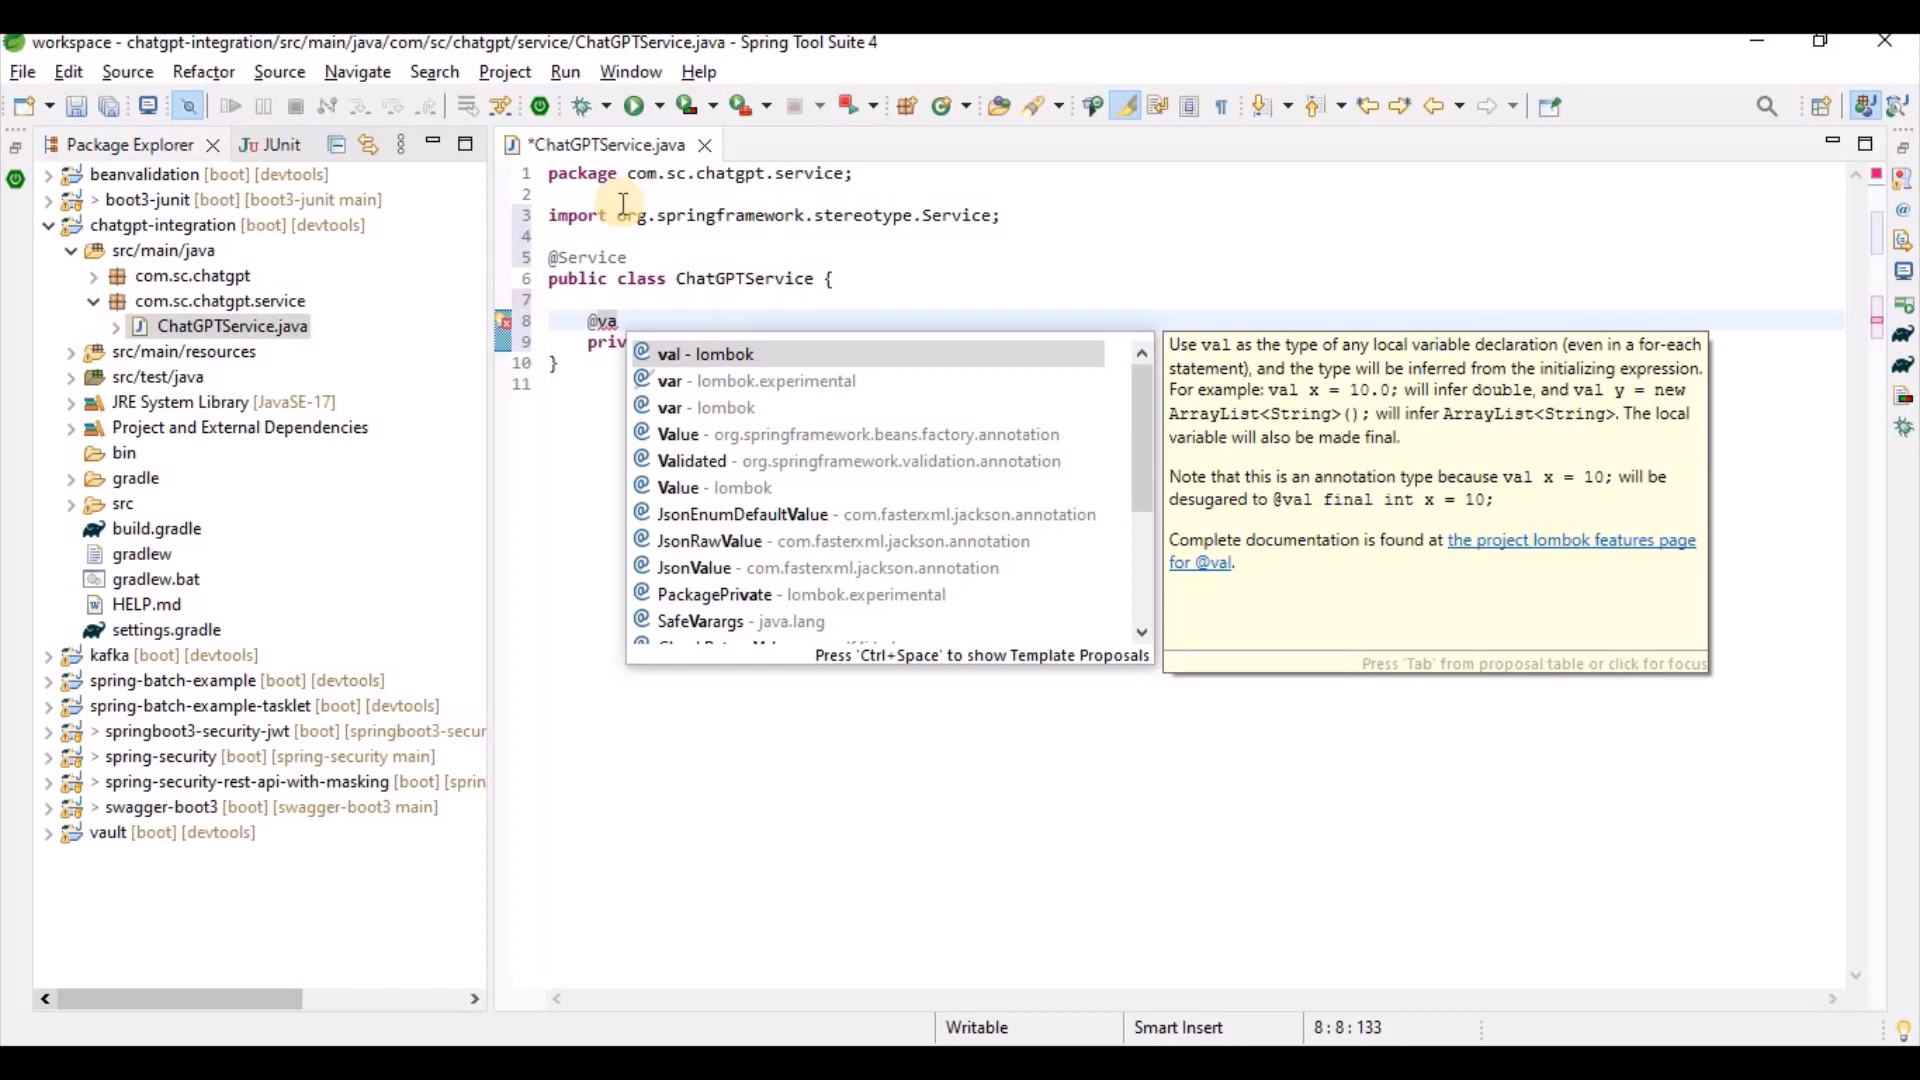 workspace - chatgpt-integration/src/main/java/com/sc/chatgpt/service/ChatGPTService.java - Spring Tool Suite 4
File Edit Source Refactor Source Navigate Search Project Run Window Help
Package Explorer
JUnit
*ChatGPTService.java
beanvalidation [boot] [devtools]
> boot3-junit [boot] [boot3-junit main]
chatgpt-integration [boot] [devtools]
src/main/java
com.sc.chatgpt
com.sc.chatgpt.service
ChatGPTService.java
src/main/resources
src/test/java
JRE System Library [JavaSE-17]
Project and External Dependencies
bin
gradle
src
build.gradle
gradlew
gradlew.bat
HELP.md
settings.gradle
kafka [boot] [devtools]
spring-batch-example [boot] [devtools]
spring-batch-example-tasklet [boot] [devtools]
> springboot3-security-jwt [boot] [springboot3-secur
> spring-security [boot] [spring-security main]
> spring-security-rest-api-with-masking [boot] [sprin
> swagger-boot3 [boot] [swagger-boot3 main]
vault [boot] [devtools]
1 package com.sc.chatgpt.service;
2
3 import org.springframework.stereotype.Service;
4
5 @Service
6 public class ChatGPTService {
7
8 @va
9 priv
10 }
11
val - lombok
var - lombok.experimental
var - lombok
Value - org.springframework.beans.factory.annotation
Validated - org.springframework.validation.annotation
Value - lombok
JsonEnumDefaultValue - com.fasterxml.jackson.annotation
JsonRawValue - com.fasterxml.jackson.annotation
JsonValue - com.fasterxml.jackson.annotation
PackagePrivate - lombok.experimental
SafeVarargs - java.lang
Press 'Ctrl+Space' to show Template Proposals
Use val as the type of any local variable declaration (even in a for-each
statement), and the type will be inferred from the initializing expression.
For example: val x = 10.0; will infer double, and val y = new
ArrayList<String>(); will infer ArrayList<String>. The local
variable will also be made final.
Note that this is an annotation type because val x = 10; will be
desugared to @val final int x = 10;
Complete documentation is found at the project lombok features page
for @val.
Press 'Tab' from proposal table or click for focus
Writable
Smart Insert
8 : 8 : 133